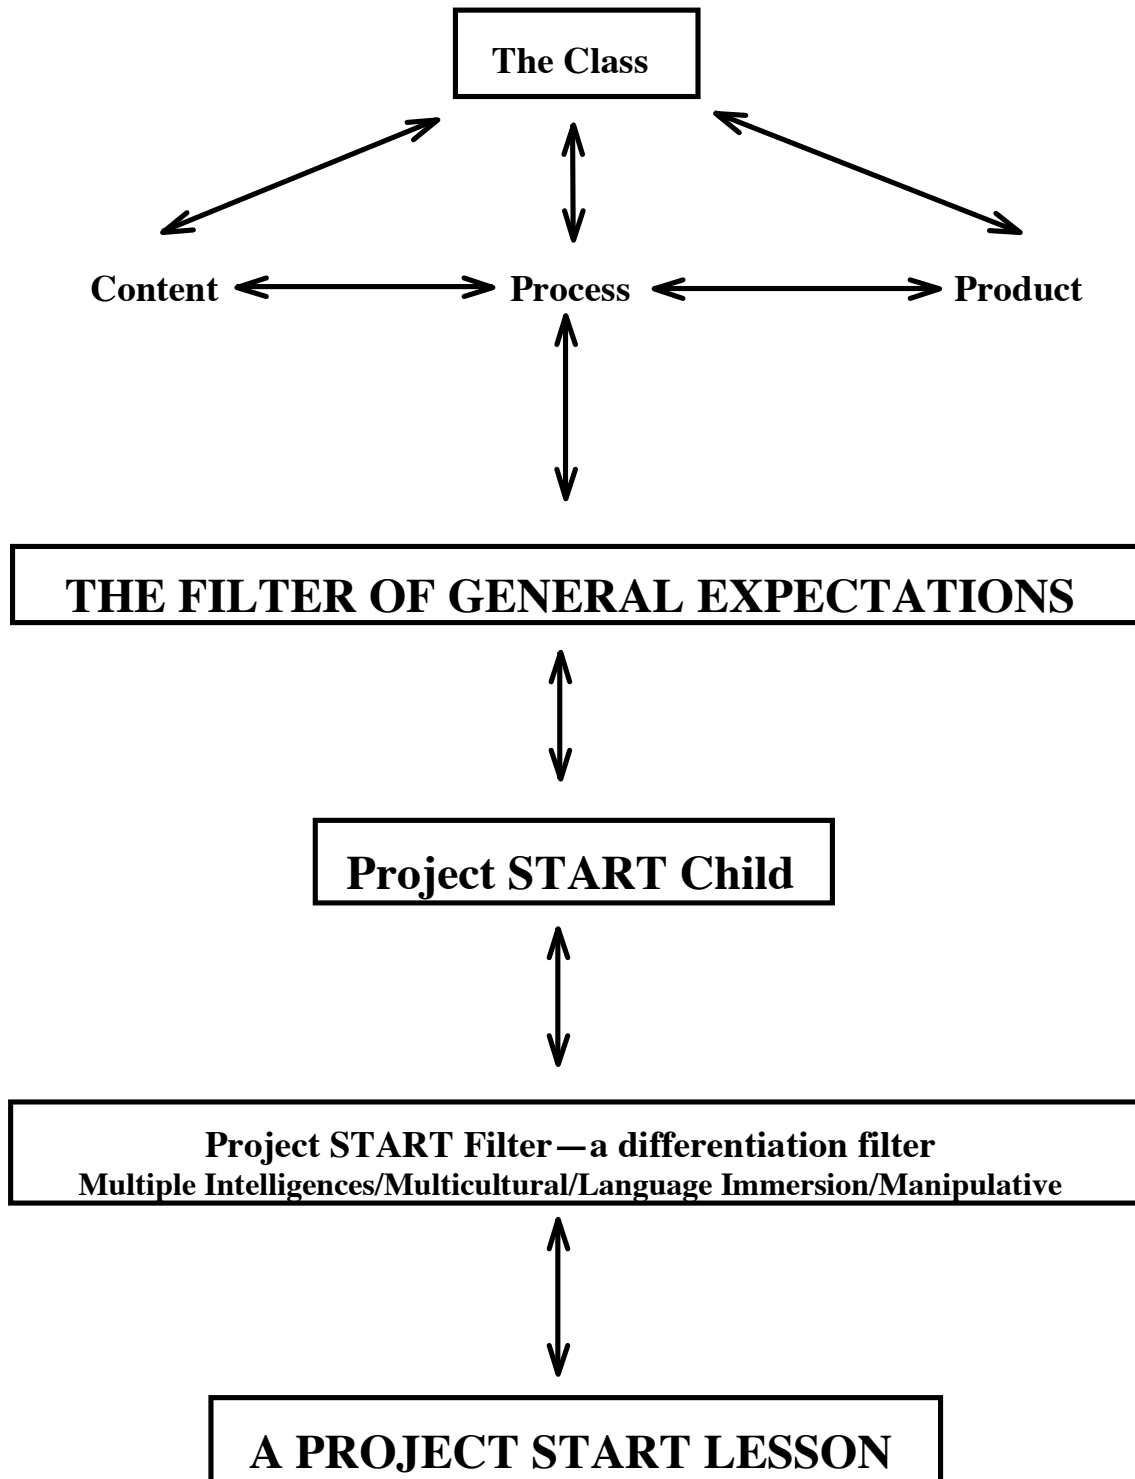 The Class
Content Process Product
THE FILTER OF GENERAL EXPECTATIONS
Project START Child
Project START Filter—a differentiation filter
Multiple Intelligences/Multicultural/Language Immersion/Manipulative
A PROJECT START LESSON